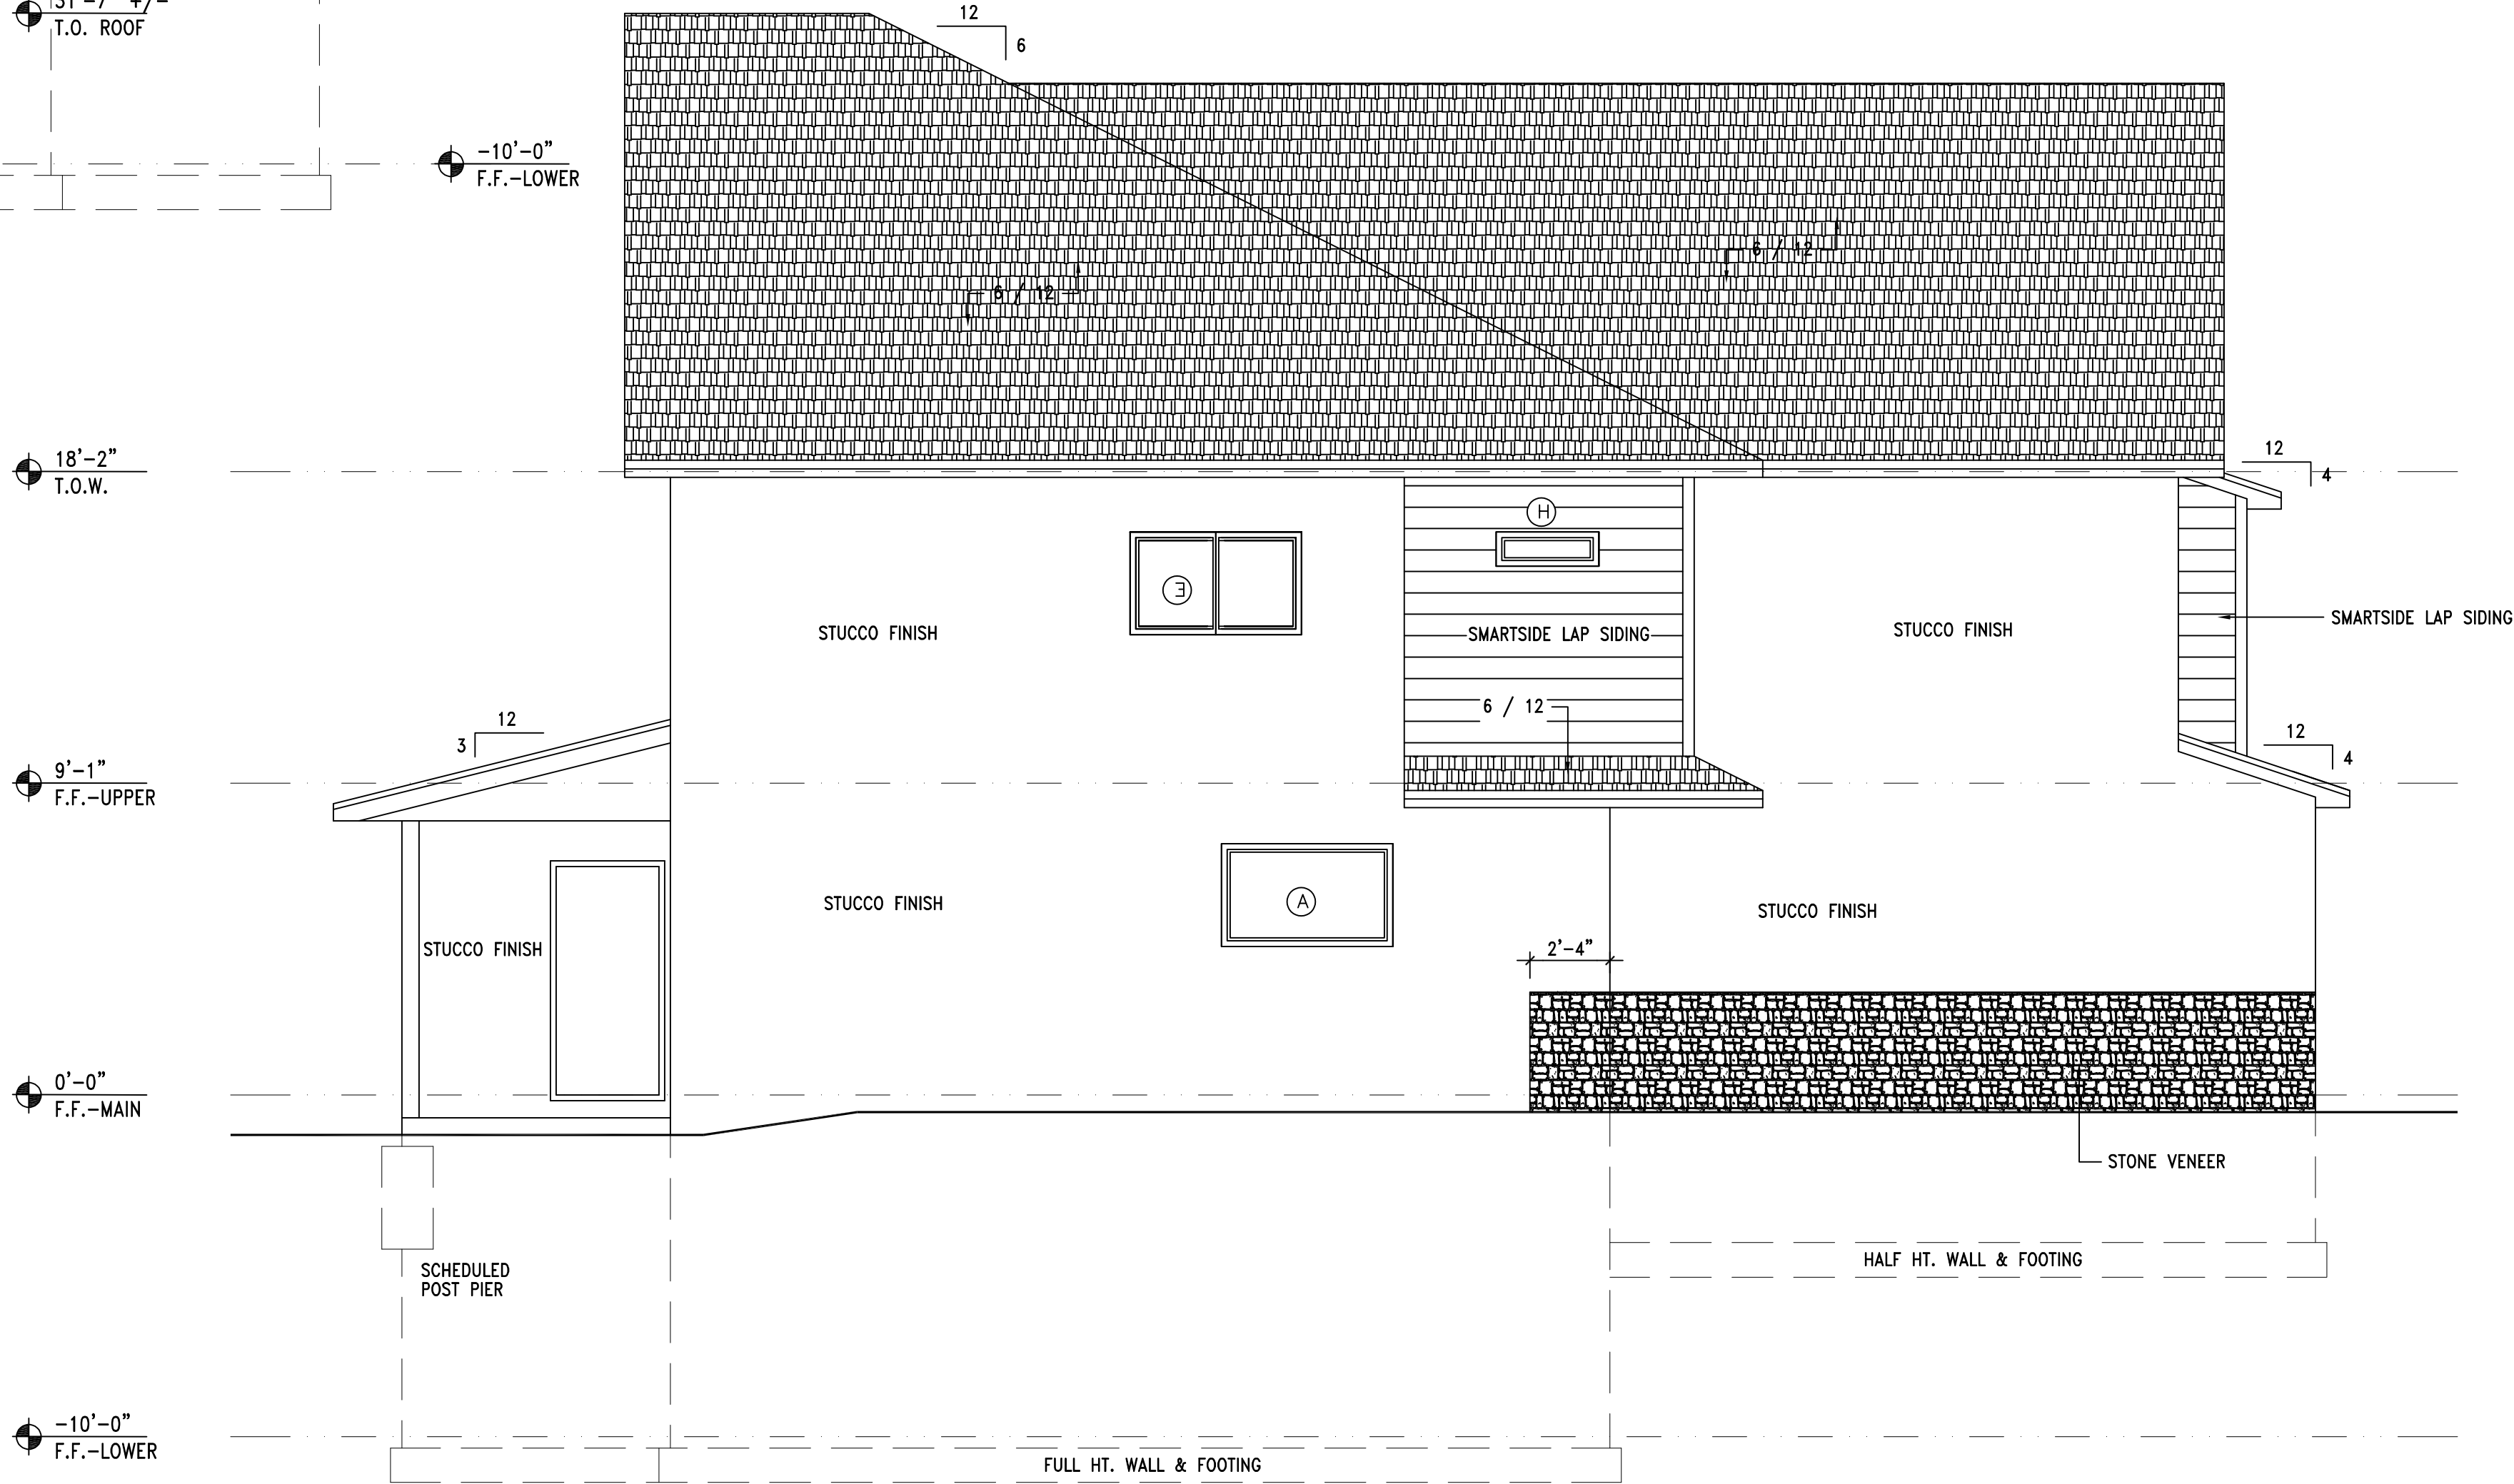 31'-7" +/-
T.O. ROOF
12
6
-10'-0"
F.F.-LOWER
6 / 12
6 / 12
18'-2"
T.O.W.
12
4
H
E
STUCCO FINISH
SMARTSIDE LAP SIDING
STUCCO FINISH
SMARTSIDE LAP SIDING
6 / 12
12
3
12
4
9'-1"
F.F.-UPPER
A
STUCCO FINISH
STUCCO FINISH
STUCCO FINISH
2'-4"
0'-0"
F.F.-MAIN
STONE VENEER
HALF HT. WALL & FOOTING
SCHEDULED
POST PIER
-10'-0"
F.F.-LOWER
FULL HT. WALL & FOOTING